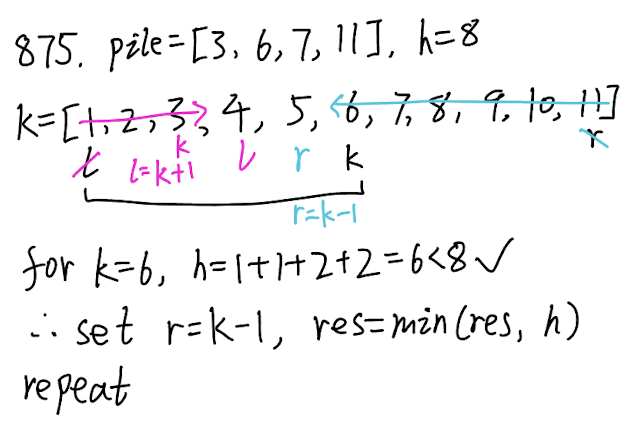 875. pile=[3, 6, 7, 11], h=8
k=[1, 2, 3, 4, 5, 6, 7, 8, 9, 10, 11]
k r
l l=k+1 l r k
r=k-1
for k=6, h=1+1+2+2=6<8 ✓
∴ set r=k-1, res=min(res, h)
repeat